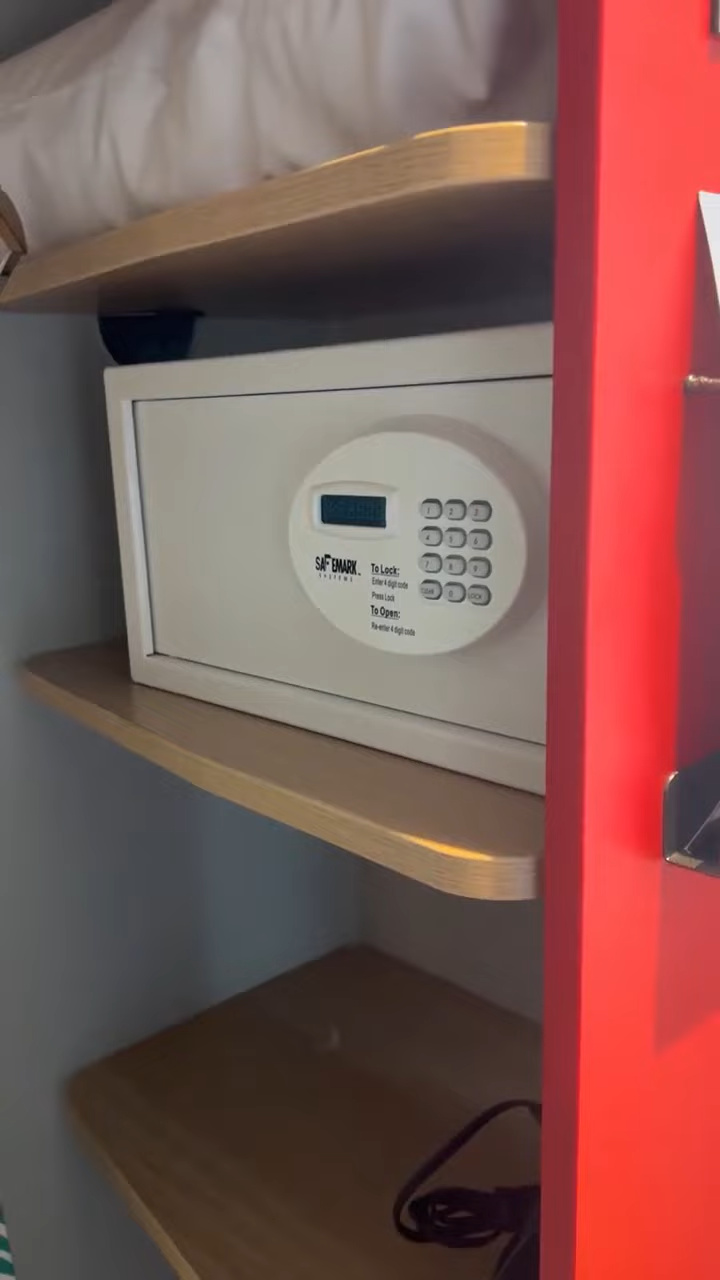 SAFEMARK
SYSTEMS
To Lock:
Enter 4 digit code
Press Lock
To Open:
Re-enter 4 digit code
1 2 3
4 5 6
7 8 9
CLEAR 0 LOCK